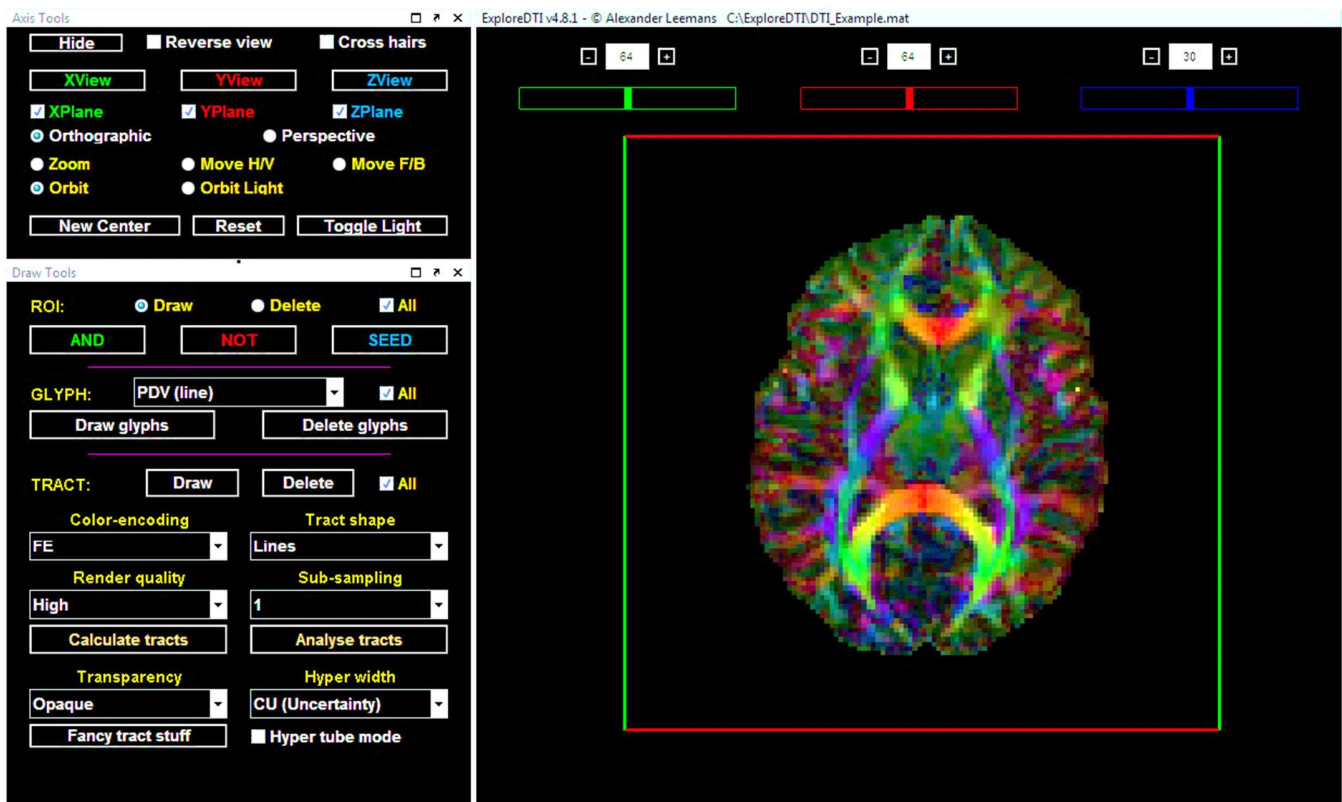 Axis Tools
Hide Reverse view Cross hairs
XView YView ZView
XPlane YPlane ZPlane
Orthographic Perspective
Zoom Move H/V Move F/B
Orbit Orbit Light
New Center Reset Toggle Light
Draw Tools
ROI: Draw Delete All
AND NOT SEED
GLYPH: PDV (line) All
Draw glyphs Delete glyphs
TRACT: Draw Delete All
Color-encoding Tract shape
FE Lines
Render quality Sub-sampling
High 1
Calculate tracts Analyse tracts
Transparency Hyper width
Opaque CU (Uncertainty)
Fancy tract stuff Hyper tube mode
ExploreDTI v4.8.1 - © Alexander Leemans C:\ExploreDTI\DTI_Example.mat
- 64 + - 64 + - 30 +